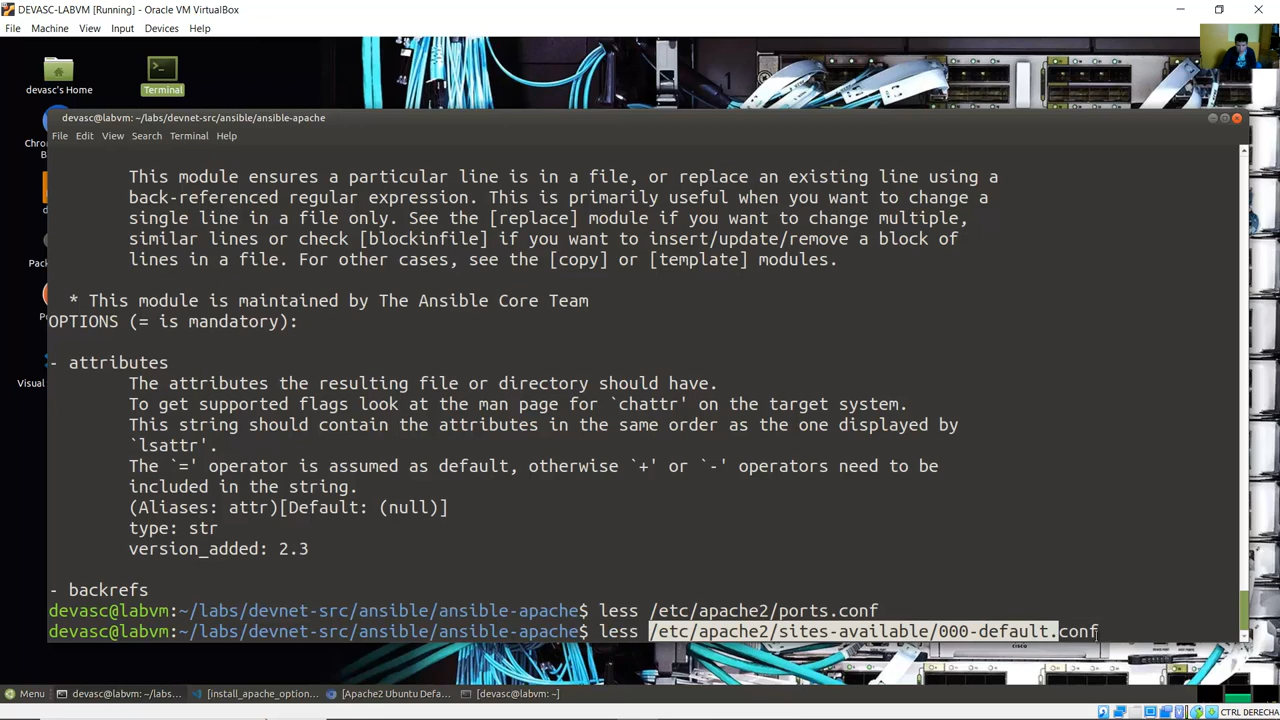 DEVASC-LABVM [Running] - Oracle VM VirtualBox
File Machine View Input Devices Help
devasc's Home
Terminal
devasc@labvm: ~/labs/devnet-src/ansible/ansible-apache
File Edit View Search Terminal Help
This module ensures a particular line is in a file, or replace an existing line using a
back-referenced regular expression. This is primarily useful when you want to change a
single line in a file only. See the [replace] module if you want to change multiple,
similar lines or check [blockinfile] if you want to insert/update/remove a block of
lines in a file. For other cases, see the [copy] or [template] modules.
* This module is maintained by The Ansible Core Team
OPTIONS (= is mandatory):
- attributes
The attributes the resulting file or directory should have.
To get supported flags look at the man page for `chattr' on the target system.
This string should contain the attributes in the same order as the one displayed by
`lsattr'.
The `=' operator is assumed as default, otherwise `+' or `-' operators need to be
included in the string.
(Aliases: attr)[Default: (null)]
type: str
version_added: 2.3
- backrefs
devasc@labvm:~/labs/devnet-src/ansible/ansible-apache$ less /etc/apache2/ports.conf
devasc@labvm:~/labs/devnet-src/ansible/ansible-apache$ less /etc/apache2/sites-available/000-default.conf
Chro
B
Pack
Visual
CISCO
Menu
devasc@labvm: ~/labs...
[install_apache_option...
[Apache2 Ubuntu Defa...
[devasc@labvm: ~]
CTRL DERECHA